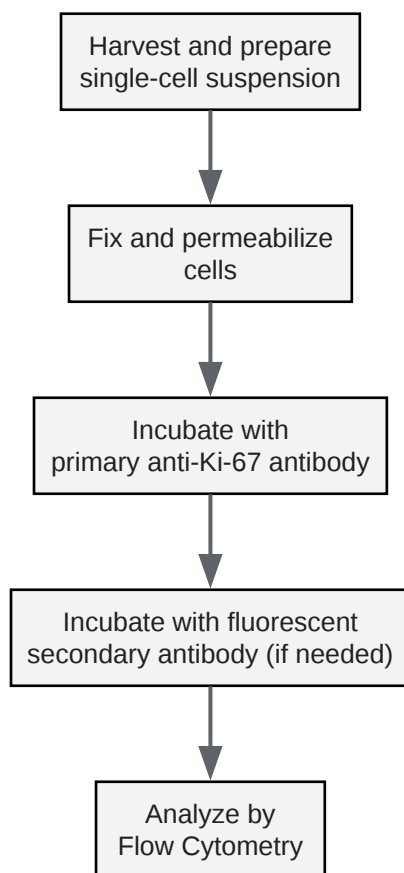 Harvest and prepare
single-cell suspension
Fix and permeabilize
cells
Incubate with
primary anti-Ki-67 antibody
Incubate with fluorescent
secondary antibody (if needed)
Analyze by
Flow Cytometry